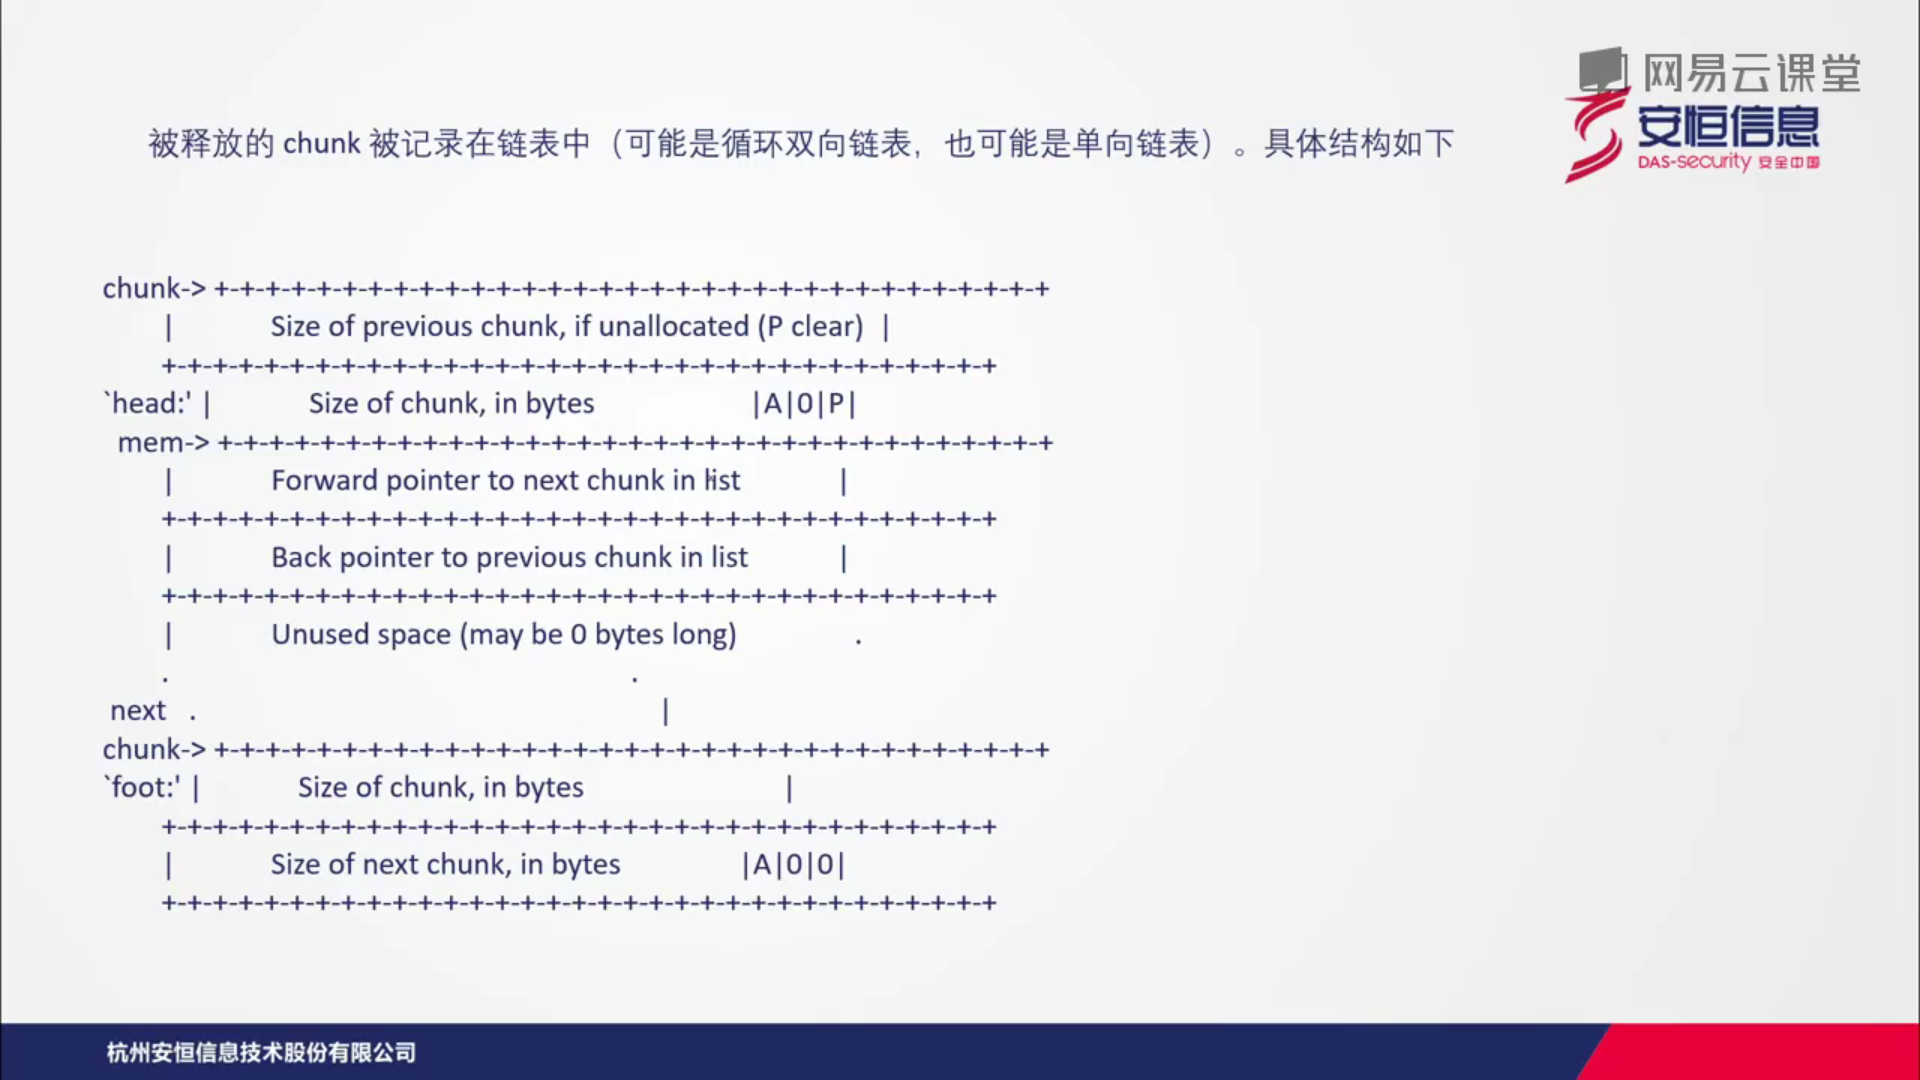 网易云课堂
安恒信息
DAS-security 安全中国
被释放的 chunk 被记录在链表中（可能是循环双向链表，也可能是单向链表）。具体结构如下
chunk-> +-+-+-+-+-+-+-+-+-+-+-+-+-+-+-+-+-+-+-+-+-+-+-+-+-+-+-+-+-+-+-+-+
| Size of previous chunk, if unallocated (P clear) |
+-+-+-+-+-+-+-+-+-+-+-+-+-+-+-+-+-+-+-+-+-+-+-+-+-+-+-+-+-+-+-+-+
`head:' | Size of chunk, in bytes |A|0|P|
mem-> +-+-+-+-+-+-+-+-+-+-+-+-+-+-+-+-+-+-+-+-+-+-+-+-+-+-+-+-+-+-+-+-+
| Forward pointer to next chunk in list |
+-+-+-+-+-+-+-+-+-+-+-+-+-+-+-+-+-+-+-+-+-+-+-+-+-+-+-+-+-+-+-+-+
| Back pointer to previous chunk in list |
+-+-+-+-+-+-+-+-+-+-+-+-+-+-+-+-+-+-+-+-+-+-+-+-+-+-+-+-+-+-+-+-+
| Unused space (may be 0 bytes long) .
. .
next . |
chunk-> +-+-+-+-+-+-+-+-+-+-+-+-+-+-+-+-+-+-+-+-+-+-+-+-+-+-+-+-+-+-+-+-+
`foot:' | Size of chunk, in bytes |
+-+-+-+-+-+-+-+-+-+-+-+-+-+-+-+-+-+-+-+-+-+-+-+-+-+-+-+-+-+-+-+-+
| Size of next chunk, in bytes |A|0|0|
+-+-+-+-+-+-+-+-+-+-+-+-+-+-+-+-+-+-+-+-+-+-+-+-+-+-+-+-+-+-+-+-+
杭州安恒信息技术股份有限公司